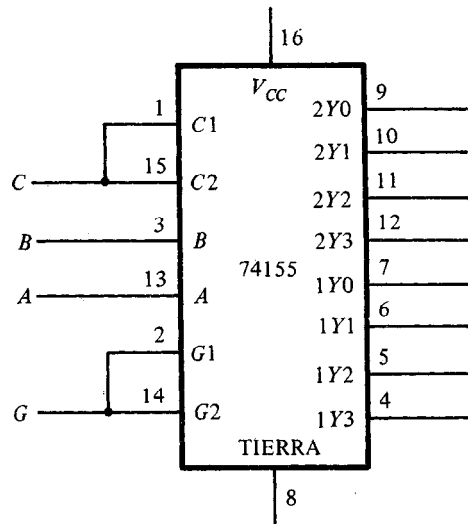 16
V_CC
1 C1 2Y0 9
2Y1 10
C 15 C2 2Y2 11
B 3 B 2Y3 12
74155
A 13 A 1Y0 7
2 G1 1Y1 6
G 14 G2 1Y2 5
1Y3 4
TIERRA
8